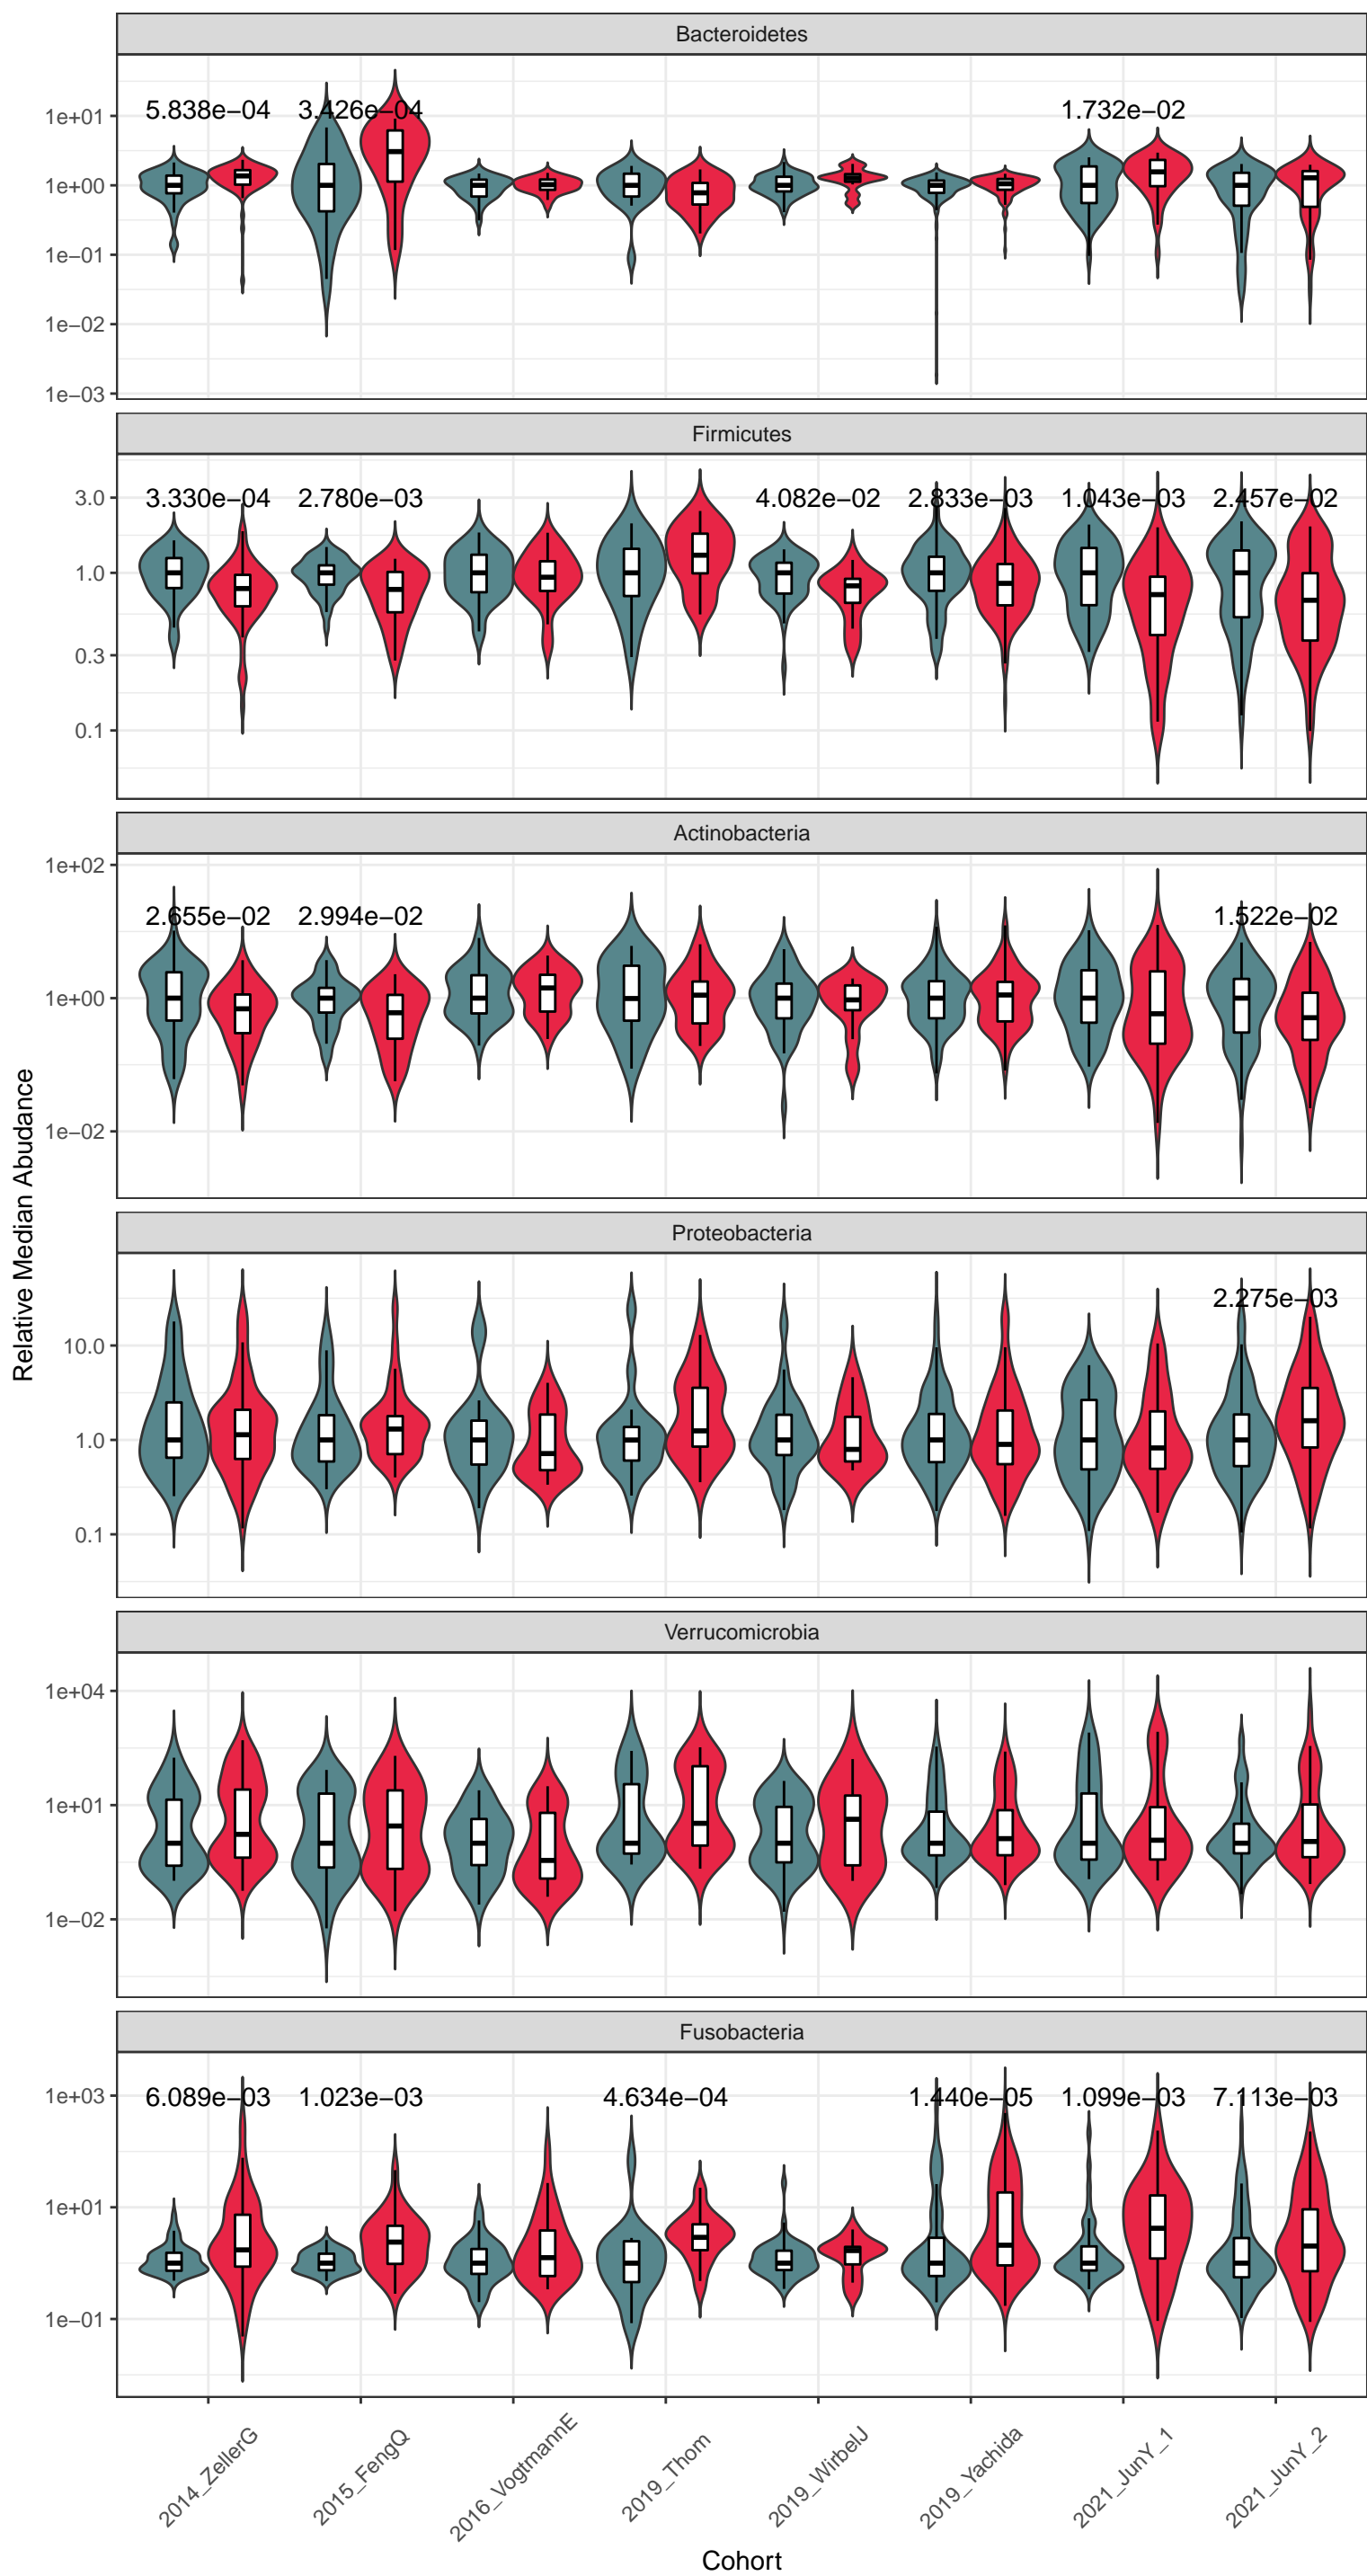 Bacteroidetes
5.838e−04 3.426e−04 1.732e−02
1e+01
1e+00
1e−01
1e−02
1e−03
Firmicutes
3.330e−04 2.780e−03 4.082e−02 2.833e−03 1.043e−03 2.457e−02
3.0
1.0
0.3
0.1
Actinobacteria
1e+02
2.655e−02 2.994e−02 1.522e−02
1e+00
1e−02
Relative Median Abudance
Proteobacteria
2.275e−03
10.0
1.0
0.1
Verrucomicrobia
1e+04
1e+01
1e−02
Fusobacteria
6.089e−03 1.023e−03 4.634e−04 1.440e−05 1.099e−03 7.113e−03
1e+03
1e+01
1e−01
2014_ZellerG 2015_FengQ 2016_VogtmannE 2019_Thom 2019_WirbelJ 2019_Yachida 2021_JunY_1 2021_JunY_2
Cohort